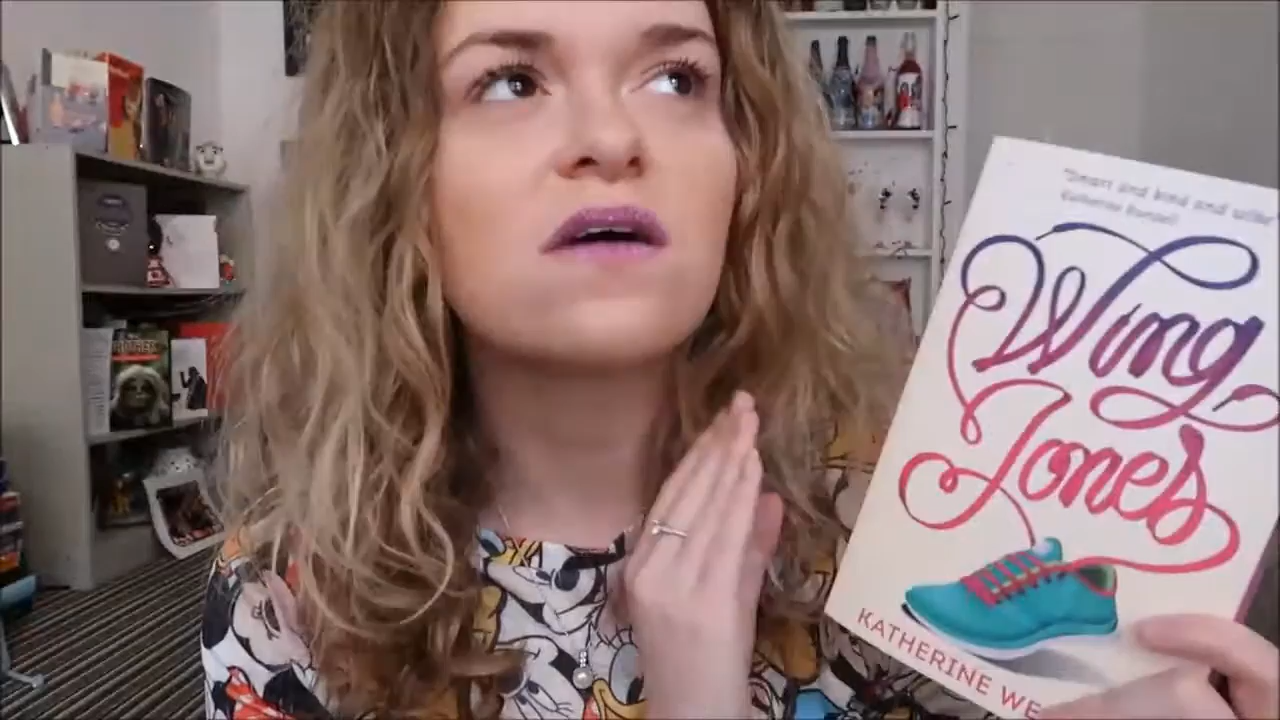 "Smart and kind and wise"
Katherine Rundell
Wing
Jones
KATHERINE WE